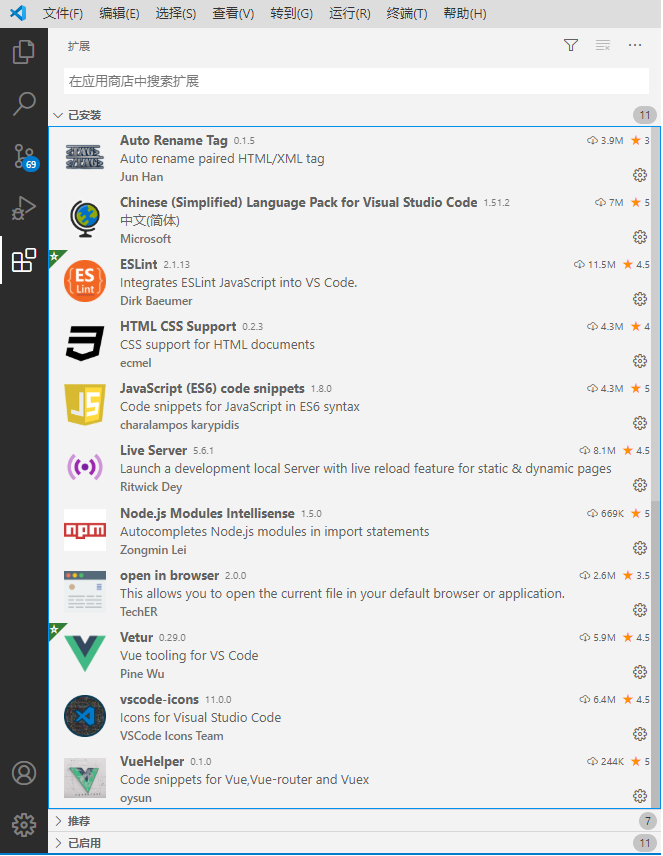 文件(F) 编辑(E) 选择(S) 查看(V) 转到(G) 运行(R) 终端(T) 帮助(H)
扩展
在应用商店中搜索扩展
已安装 11
Auto Rename Tag 0.1.5 3.9M 3
Auto rename paired HTML/XML tag
Jun Han
Chinese (Simplified) Language Pack for Visual Studio Code 1.51.2 7M 5
中文(简体)
Microsoft
69
ESLint 2.1.13 11.5M 4.5
ES
Lint
Integrates ESLint JavaScript into VS Code.
Dirk Baeumer
HTML CSS Support 0.2.3 4.3M 4
CSS support for HTML documents
ecmel
JavaScript (ES6) code snippets 1.8.0 4.3M 5
JS
Code snippets for JavaScript in ES6 syntax
charalampos karypidis
Live Server 5.6.1 8.1M 4.5
Launch a development local Server with live reload feature for static & dynamic pages
Ritwick Dey
Node.js Modules Intellisense 1.5.0 669K 5
npm
Autocompletes Node.js modules in import statements
Zongmin Lei
open in browser 2.0.0 2.6M 3.5
This allows you to open the current file in your default browser or application.
TechER
Vetur 0.29.0 5.9M 4.5
Vue tooling for VS Code
Pine Wu
vscode-icons 11.0.0 6.4M 4.5
Icons for Visual Studio Code
VSCode Icons Team
VueHelper 0.1.0 244K 5
Code snippets for Vue,Vue-router and Vuex
oysun
推荐 7
已启用 11